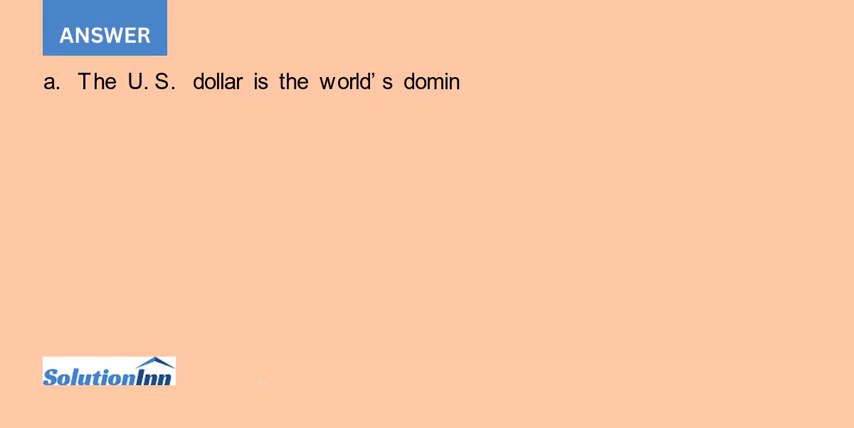 ANSWER
a. The U.S. dollar is the world's domin
SolutionInn